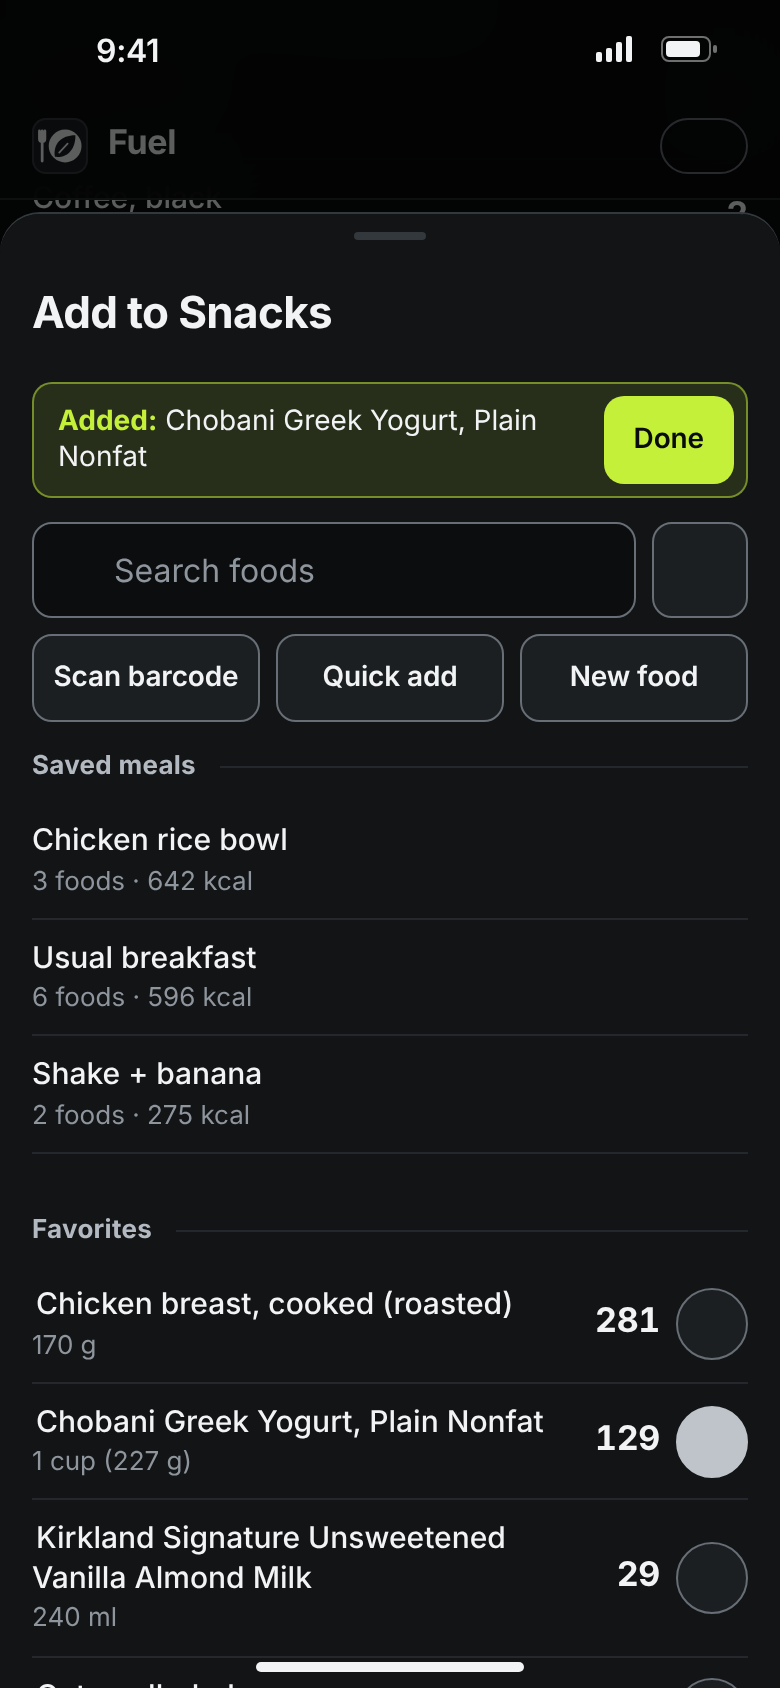 9:41
Fuel
Coffee, black
2
Add to Snacks
Added: Chobani Greek Yogurt, Plain
Nonfat
Done
Search foods
Scan barcode
Quick add
New food
Saved meals
Chicken rice bowl
3 foods · 642 kcal
Usual breakfast
6 foods · 596 kcal
Shake + banana
2 foods · 275 kcal
Favorites
Chicken breast, cooked (roasted)
281
170 g
Chobani Greek Yogurt, Plain Nonfat
129
1 cup (227 g)
Kirkland Signature Unsweetened
Vanilla Almond Milk
29
240 ml